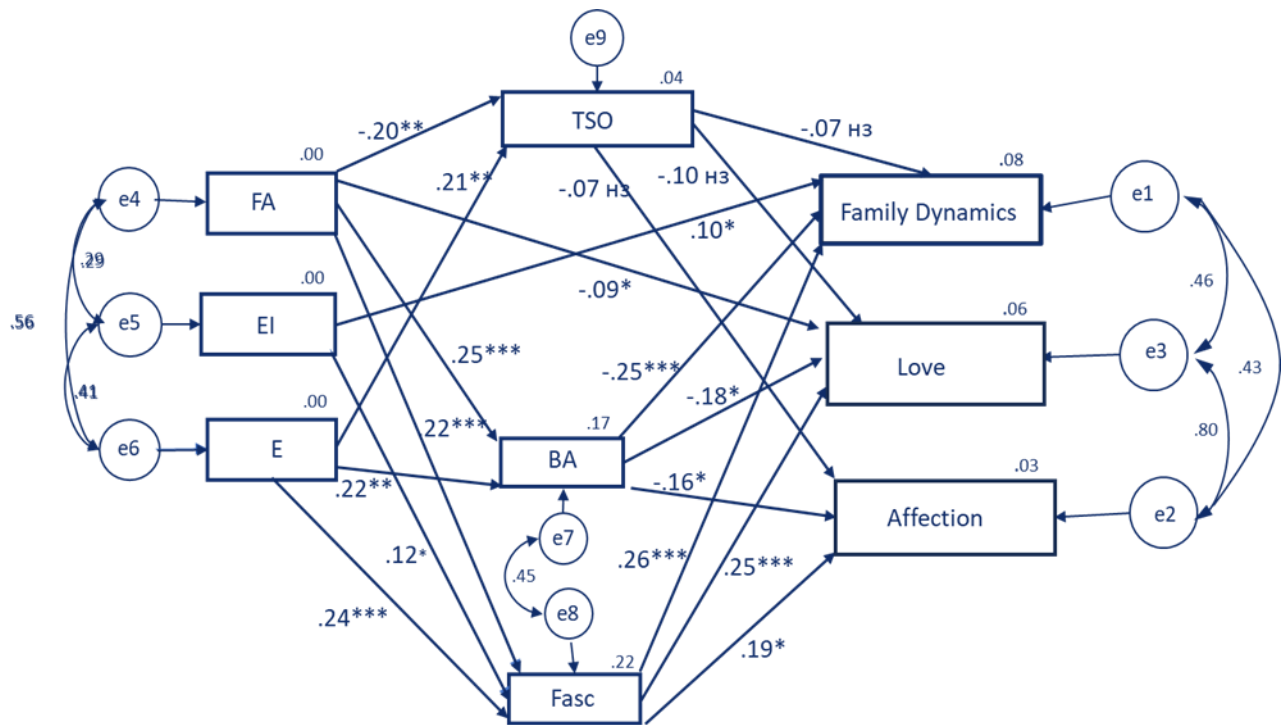 e9
.04
TSO
-.20**
-.07 нз
.00
.08
.21**
-.07 нз
-.10 нз
e4
FA
Family Dynamics
e1
.10*
.29
.00
-.09*
.46
.56
e5
EI
.06
.25***
Love
e3
-.25***
.43
-.18*
.41
.00
22***
.17
.80
e6
E
BA
.03
.22**
-.16*
Affection
e2
e7
.12*
.26***
.25***
.45
.24***
e8
.19*
.22
Fasc